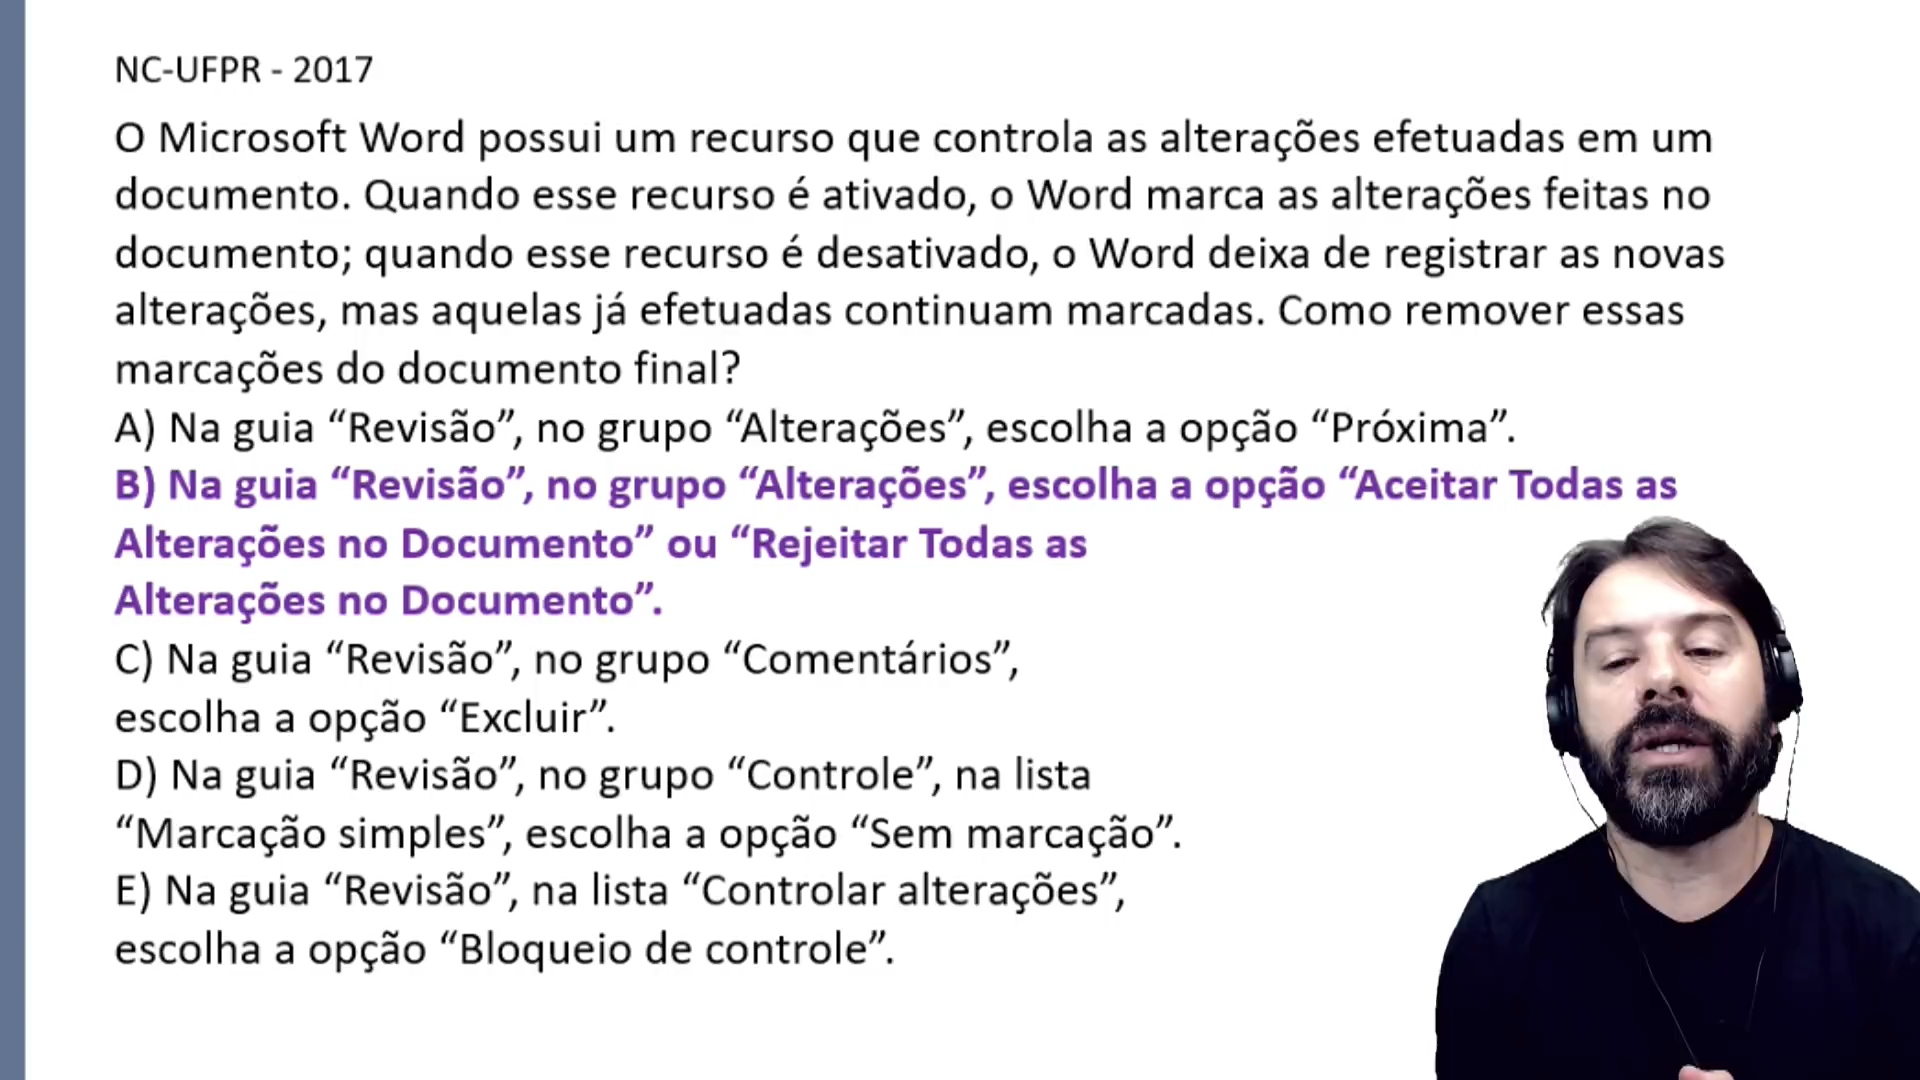 NC-UFPR - 2017
O Microsoft Word possui um recurso que controla as alterações efetuadas em um
documento. Quando esse recurso é ativado, o Word marca as alterações feitas no
documento; quando esse recurso é desativado, o Word deixa de registrar as novas
alterações, mas aquelas já efetuadas continuam marcadas. Como remover essas
marcações do documento final?
A) Na guia “Revisão”, no grupo “Alterações”, escolha a opção “Próxima”.
B) Na guia “Revisão”, no grupo “Alterações”, escolha a opção “Aceitar Todas as
Alterações no Documento” ou “Rejeitar Todas as
Alterações no Documento”.
C) Na guia “Revisão”, no grupo “Comentários”,
escolha a opção “Excluir”.
D) Na guia “Revisão”, no grupo “Controle”, na lista
“Marcação simples”, escolha a opção “Sem marcação”.
E) Na guia “Revisão”, na lista “Controlar alterações”,
escolha a opção “Bloqueio de controle”.